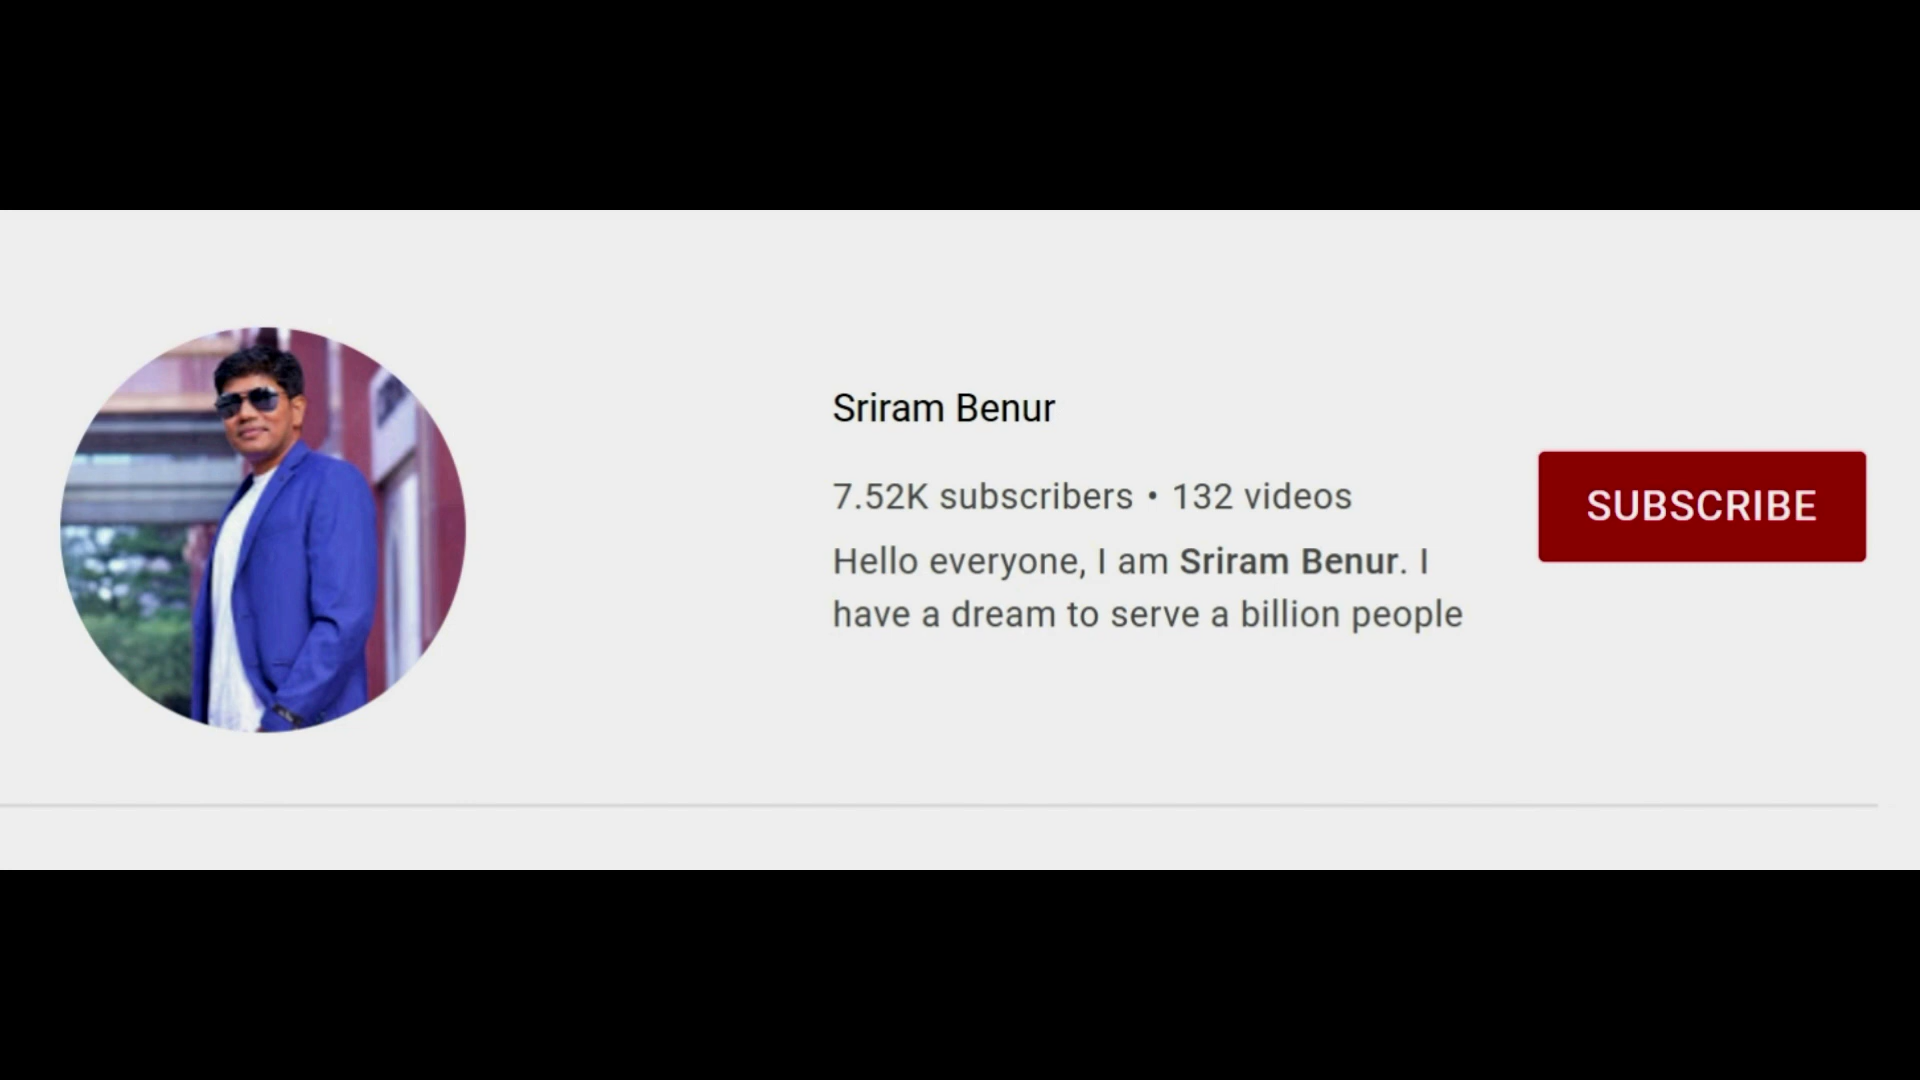 Sriram Benur
7.52K subscribers • 132 videos
Hello everyone, I am Sriram Benur. I
have a dream to serve a billion people
SUBSCRIBE